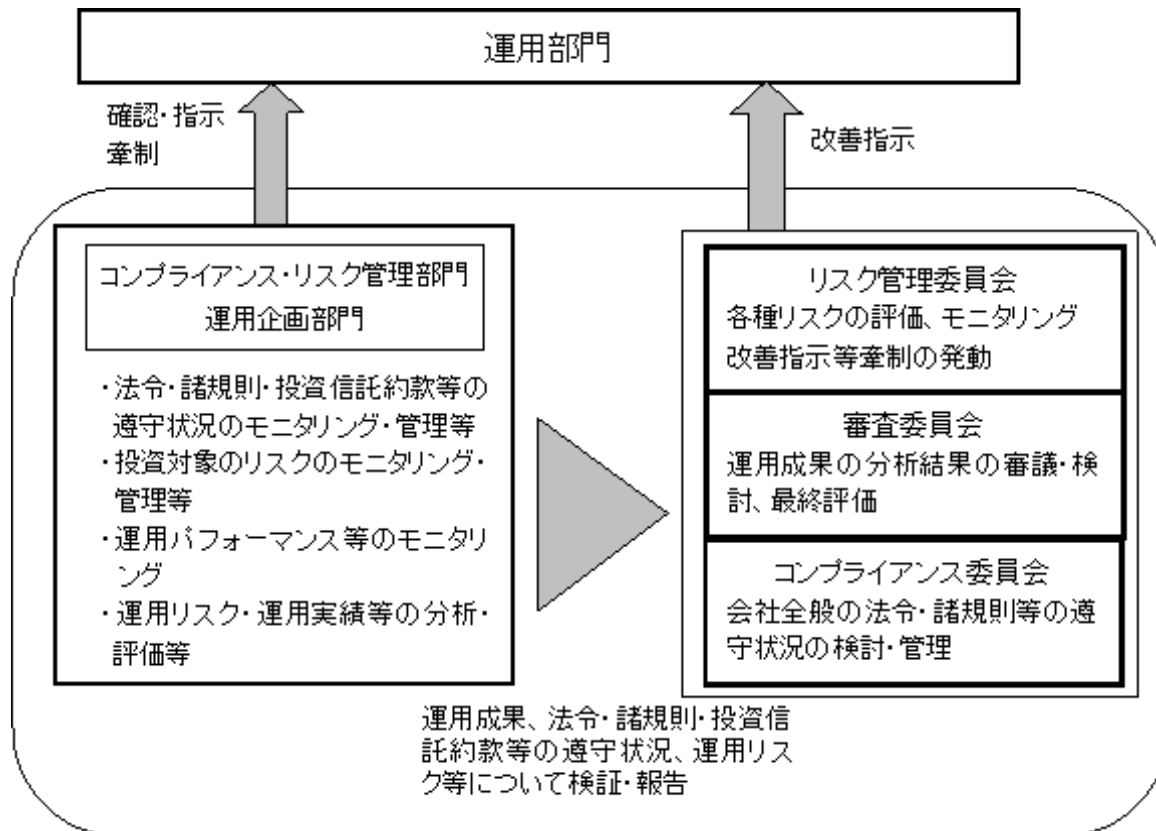 運用部門
確認・指示
牽制
改善指示
コンプライアンス・リスク管理部門
運用企画部門
・法令・諸規則・投資信託約款等の
遵守状況のモニタリング・管理等
・投資対象のリスクのモニタリング・
管理等
・運用パフォーマンス等のモニタリ
ング
・運用リスク・運用実績等の分析・
評価等
リスク管理委員会
各種リスクの評価、モニタリング
改善指示等牽制の発動
審査委員会
運用成果の分析結果の審議・検
討、最終評価
コンプライアンス委員会
会社全般の法令・諸規則等の遵
守状況の検討・管理
運用成果、法令・諸規則・投資信
託約款等の遵守状況、運用リス
ク等について検証・報告